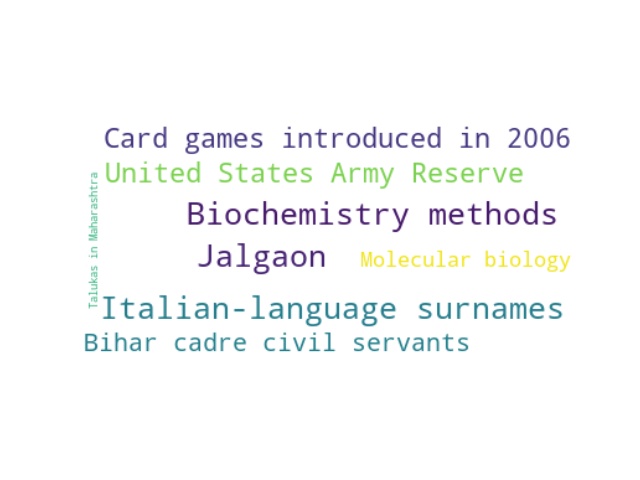 Card games introduced in 2006
United States Army Reserve
Talukas in Maharashtra
Biochemistry methods
Jalgaon
Molecular biology
Italian-language surnames
Bihar cadre civil servants